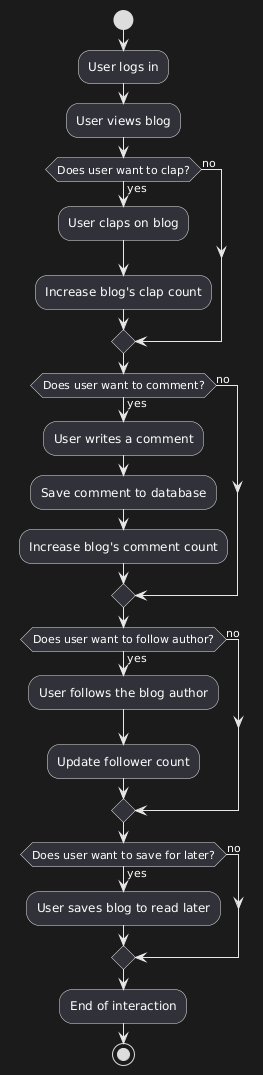 User logs in
User views blog
Does user want to clap?
no
yes
User claps on blog
Increase blog's clap count
Does user want to comment?
no
yes
User writes a comment
Save comment to database
Increase blog's comment count
Does user want to follow author?
no
yes
User follows the blog author
Update follower count
Does user want to save for later?
no
yes
User saves blog to read later
End of interaction